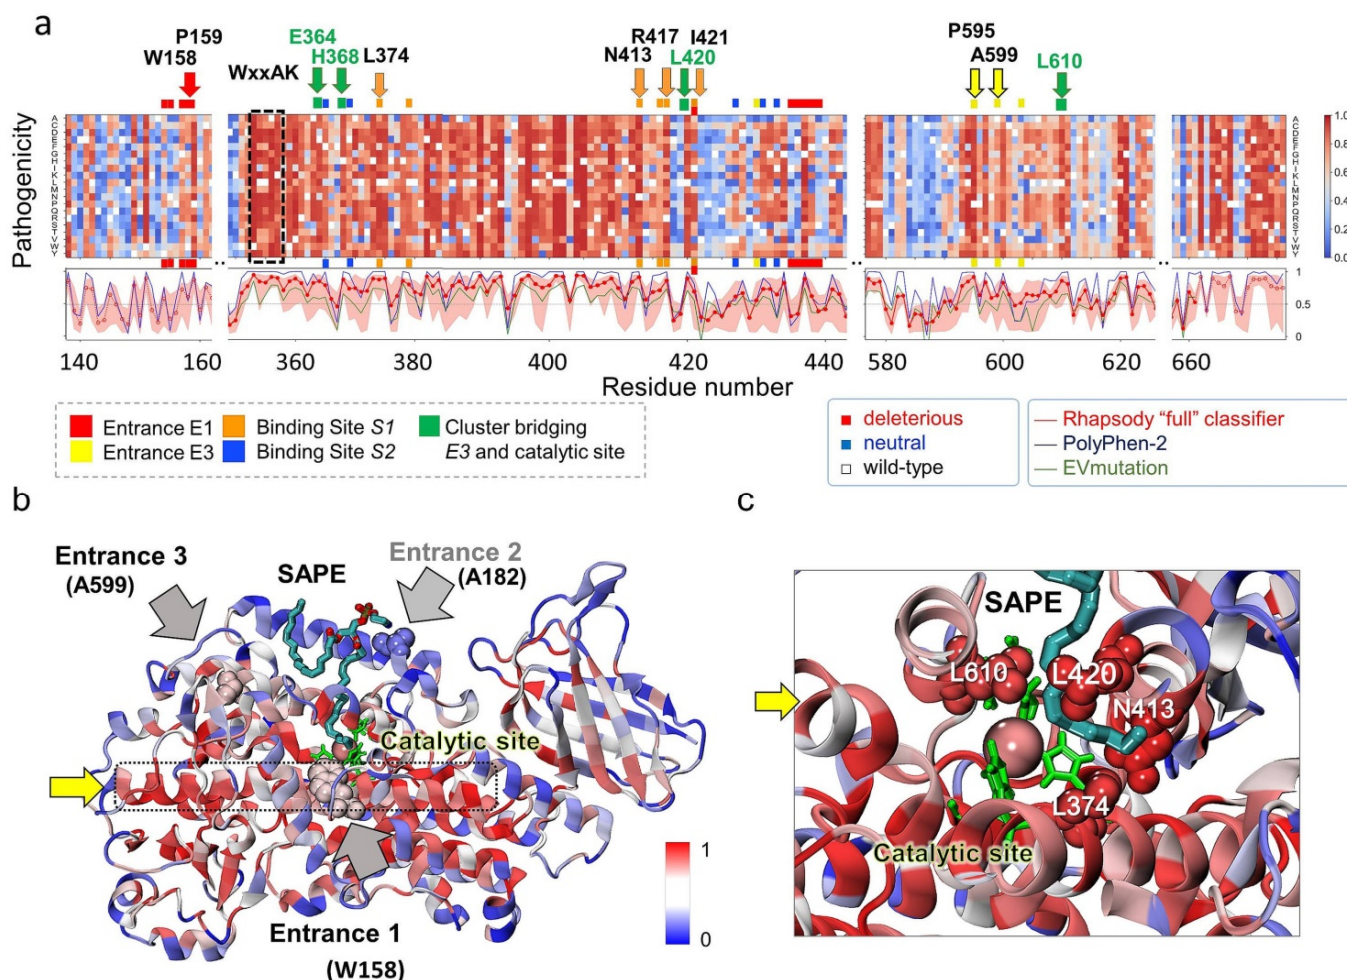 a
P159
W158
WxxAK
E364
H368
L374
R417
I421
N413
L420
P595
A599
L610
Pathogenicity
A
C
D
E
F
G
H
I
K
L
M
N
P
Q
R
S
T
V
W
Y
A
C
D
E
F
G
H
I
K
L
M
N
P
Q
R
S
T
V
W
Y
1.0
0.8
0.6
0.4
0.2
0.0
1
0.5
0
140 160 360 380 400 420 440 580 600 620 660
Residue number
Entrance E1
Binding Site S1
Cluster bridging
Entrance E3
Binding Site S2
E3 and catalytic site
deleterious
neutral
wild-type
Rhapsody “full” classifier
PolyPhen-2
EVmutation
b
Entrance 3
(A599)
SAPE
Entrance 2
(A182)
Catalytic site
Entrance 1
(W158)
1
0
c
SAPE
L610
L420
N413
L374
Catalytic site